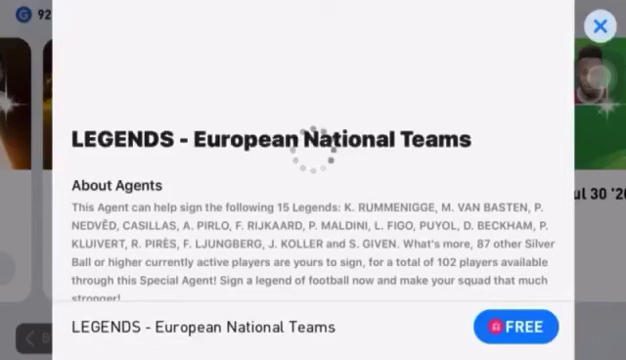 92
LEGENDS - European National Teams
About Agents
This Agent can help sign the following 15 Legends: K. RUMMENIGGE, M. VAN BASTEN, P.
NEDVĚD, CASILLAS, A. PIRLO, F. RIJKAARD, P. MALDINI, L. FIGO, PUYOL, D. BECKHAM, P.
KLUIVERT, R. PIRÈS, F. LJUNGBERG, J. KOLLER and S. GIVEN. What's more, 87 other Silver
Ball or higher currently active players are yours to sign, for a total of 102 players available
through this Special Agent! Sign a legend of football now and make your squad that much
stronger!
ul 30 '20
LEGENDS - European National Teams
FREE